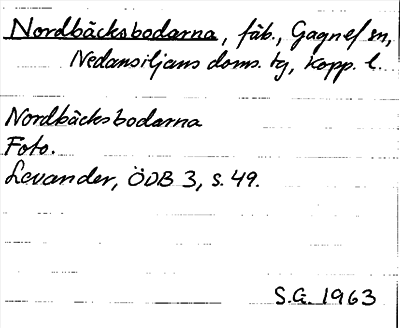 Nordbäcksbodarna, fäb., Gagnef sn,
Nedansiljans doms. tg, Kopp. l.
Nordbäcksbodarna
Foto.
Levander, ÖDB 3, s. 49.
S.G. 1963